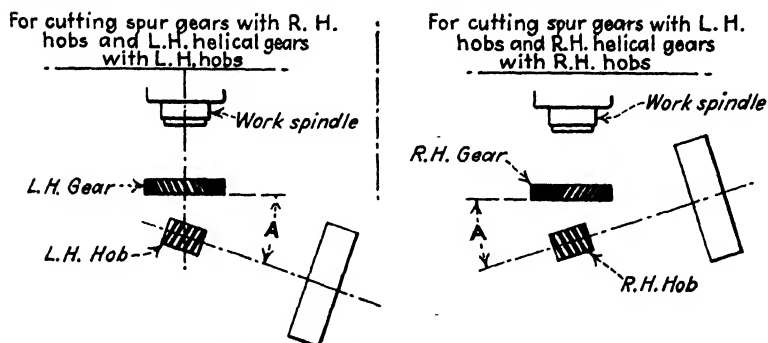 For cutting spur gears with R. H.
hobs and L.H. helical gears
with L.H. hobs
Work spindle
L.H. Gear
A
L.H. Hob
For cutting spur gears with L. H.
hobs and R.H. helical gears
with R.H. hobs
Work spindle
R.H. Gear
A
R.H. Hob